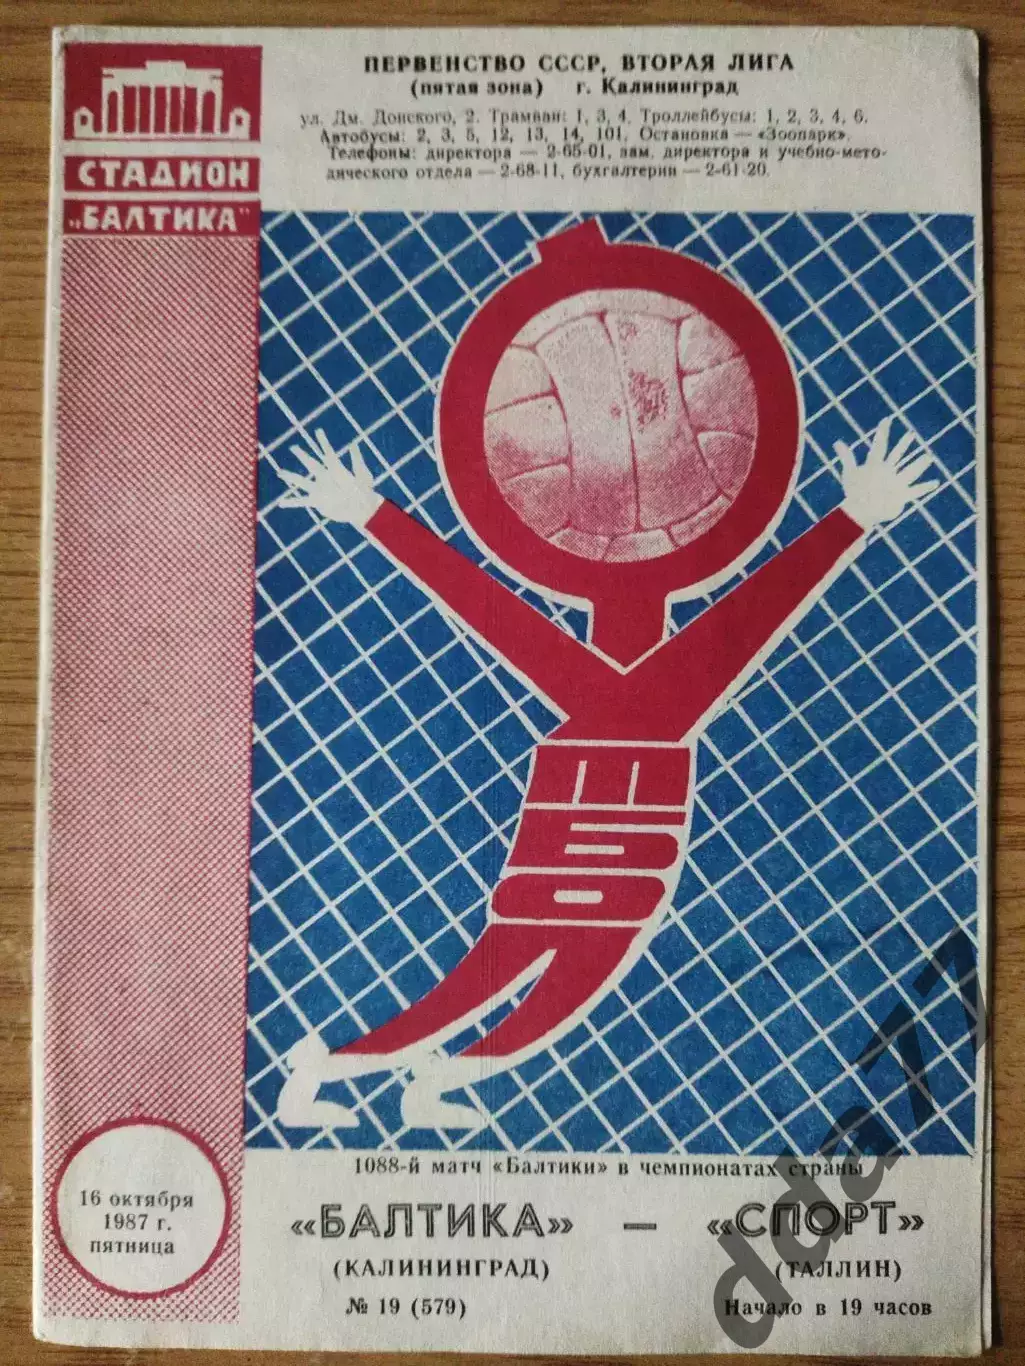 ПЕРВЕНСТВО СССР, ВТОРАЯ ЛИГА
(пятая зона) г. Калининград
ул. Дм. Донского, 2. Трамваи: 1, 3, 4. Троллейбусы: 1, 2, 3, 4, 6.
Автобусы: 2, 3, 5, 12, 13, 14, 101. Остановка — «Зоопарк».
Телефоны: директора — 2-65-01, зам. директора и учебно-мето-
дического отдела — 2-68-11, бухгалтерии — 2-61-20.
СТАДИОН
„БАЛТИКА"
ФУТБОЛ
1088-й матч «Балтики» в чемпионатах страны
16 октября
1987 г.
пятница
«БАЛТИКА» — «СПОРТ»
(КАЛИНИНГРАД) (ТАЛЛИН)
№ 19 (579) Начало в 19 часов
dda77